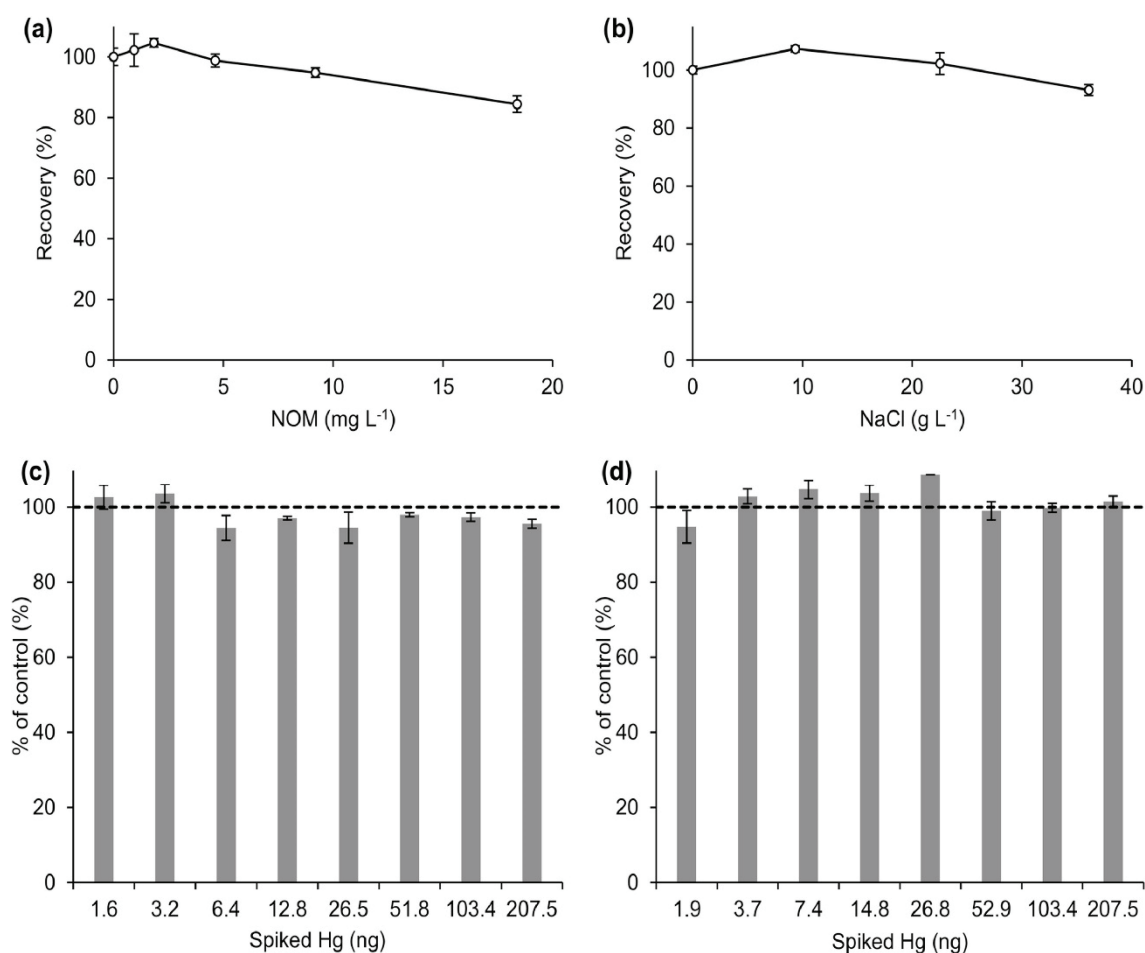 (a)
100
80
60
40
20
0
Recovery (%)
0 5 10 15 20
NOM (mg L⁻¹)
(b)
100
80
60
40
20
0
Recovery (%)
0 10 20 30 40
NaCl (g L⁻¹)
(c)
100
80
60
40
20
0
% of control (%)
1.6 3.2 6.4 12.8 26.5 51.8 103.4 207.5
Spiked Hg (ng)
(d)
100
80
60
40
20
0
% of control (%)
1.9 3.7 7.4 14.8 26.8 52.9 103.4 207.5
Spiked Hg (ng)